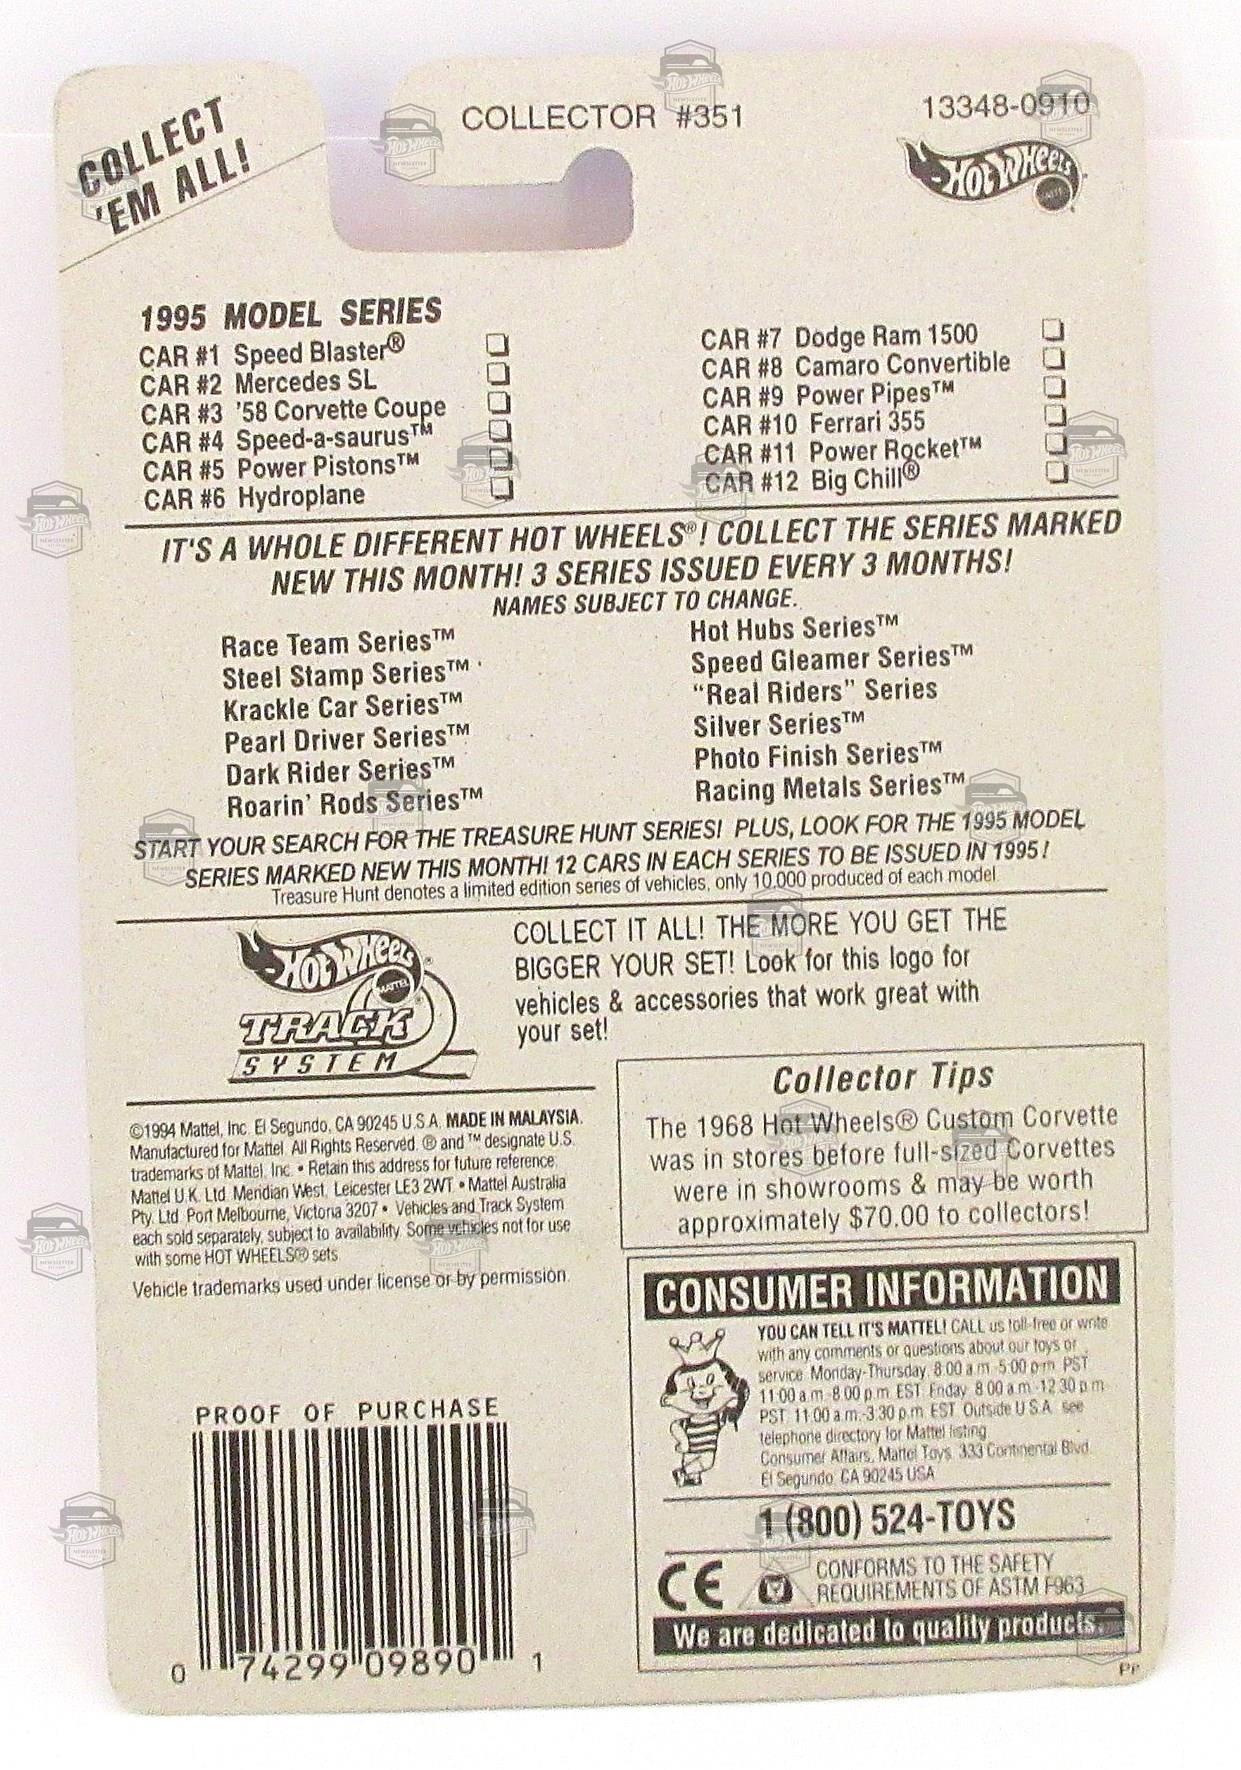 COLLECT
'EM ALL!
COLLECTOR #351
13348-0910
HOT WHEELS
1995 MODEL SERIES
CAR #1 Speed Blaster®
CAR #2 Mercedes SL
CAR #3 '58 Corvette Coupe
CAR #4 Speed-a-saurus™
CAR #5 Power Pistons™
CAR #6 Hydroplane
CAR #7 Dodge Ram 1500
CAR #8 Camaro Convertible
CAR #9 Power Pipes™
CAR #10 Ferrari 355
CAR #11 Power Rocket™
CAR #12 Big Chill®
IT'S A WHOLE DIFFERENT HOT WHEELS®! COLLECT THE SERIES MARKED
NEW THIS MONTH! 3 SERIES ISSUED EVERY 3 MONTHS!
NAMES SUBJECT TO CHANGE.
Race Team Series™
Steel Stamp Series™
Krackle Car Series™
Pearl Driver Series™
Dark Rider Series™
Roarin' Rods Series™
Hot Hubs Series™
Speed Gleamer Series™
"Real Riders" Series
Silver Series™
Photo Finish Series™
Racing Metals Series™
START YOUR SEARCH FOR THE TREASURE HUNT SERIES! PLUS, LOOK FOR THE 1995 MODEL
SERIES MARKED NEW THIS MONTH! 12 CARS IN EACH SERIES TO BE ISSUED IN 1995!
Treasure Hunt denotes a limited edition series of vehicles, only 10,000 produced of each model
HOT WHEELS®
MATTEL
TRACK
SYSTEM
COLLECT IT ALL! THE MORE YOU GET THE
BIGGER YOUR SET! Look for this logo for
vehicles & accessories that work great with
your set!
©1994 Mattel, Inc. El Segundo, CA 90245 U.S.A. MADE IN MALAYSIA.
Manufactured for Mattel. All Rights Reserved. ® and ™ designate U.S.
trademarks of Mattel, Inc. • Retain this address for future reference:
Mattel U.K. Ltd. Meridian West, Leicester LE3 2WT. • Mattel Australia
Pty. Ltd. Port Melbourne, Victoria 3207 • Vehicles and Track System
each sold separately, subject to availability. Some vehicles not for use
with some HOT WHEELS® sets.
Vehicle trademarks used under license or by permission.
Collector Tips
The 1968 Hot Wheels® Custom Corvette
was in stores before full-sized Corvettes
were in showrooms & may be worth
approximately $70.00 to collectors!
CONSUMER INFORMATION
YOU CAN TELL IT'S MATTEL! CALL us toll-free or write
with any comments or questions about our toys or
service. Monday-Thursday, 8:00 a.m.-5:00 p.m. PST
11:00 a.m.-8:00 p.m. EST. Friday, 8:00 a.m.-12:30 p.m.
PST, 11:00 a.m.-3:30 p.m. EST. Outside U.S.A. see
telephone directory for Mattel listing.
Consumer Affairs, Mattel Toys, 333 Continental Blvd.
El Segundo, CA 90245 USA
1 (800) 524-TOYS
CE
CONFORMS TO THE SAFETY
REQUIREMENTS OF ASTM F963
We are dedicated to quality products.
PROOF OF PURCHASE
0 74299 09890 1